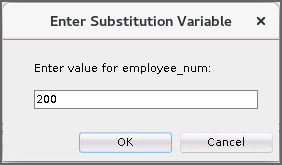 Enter Substitution Variable
Enter value for employee_num:
200
OK Cancel